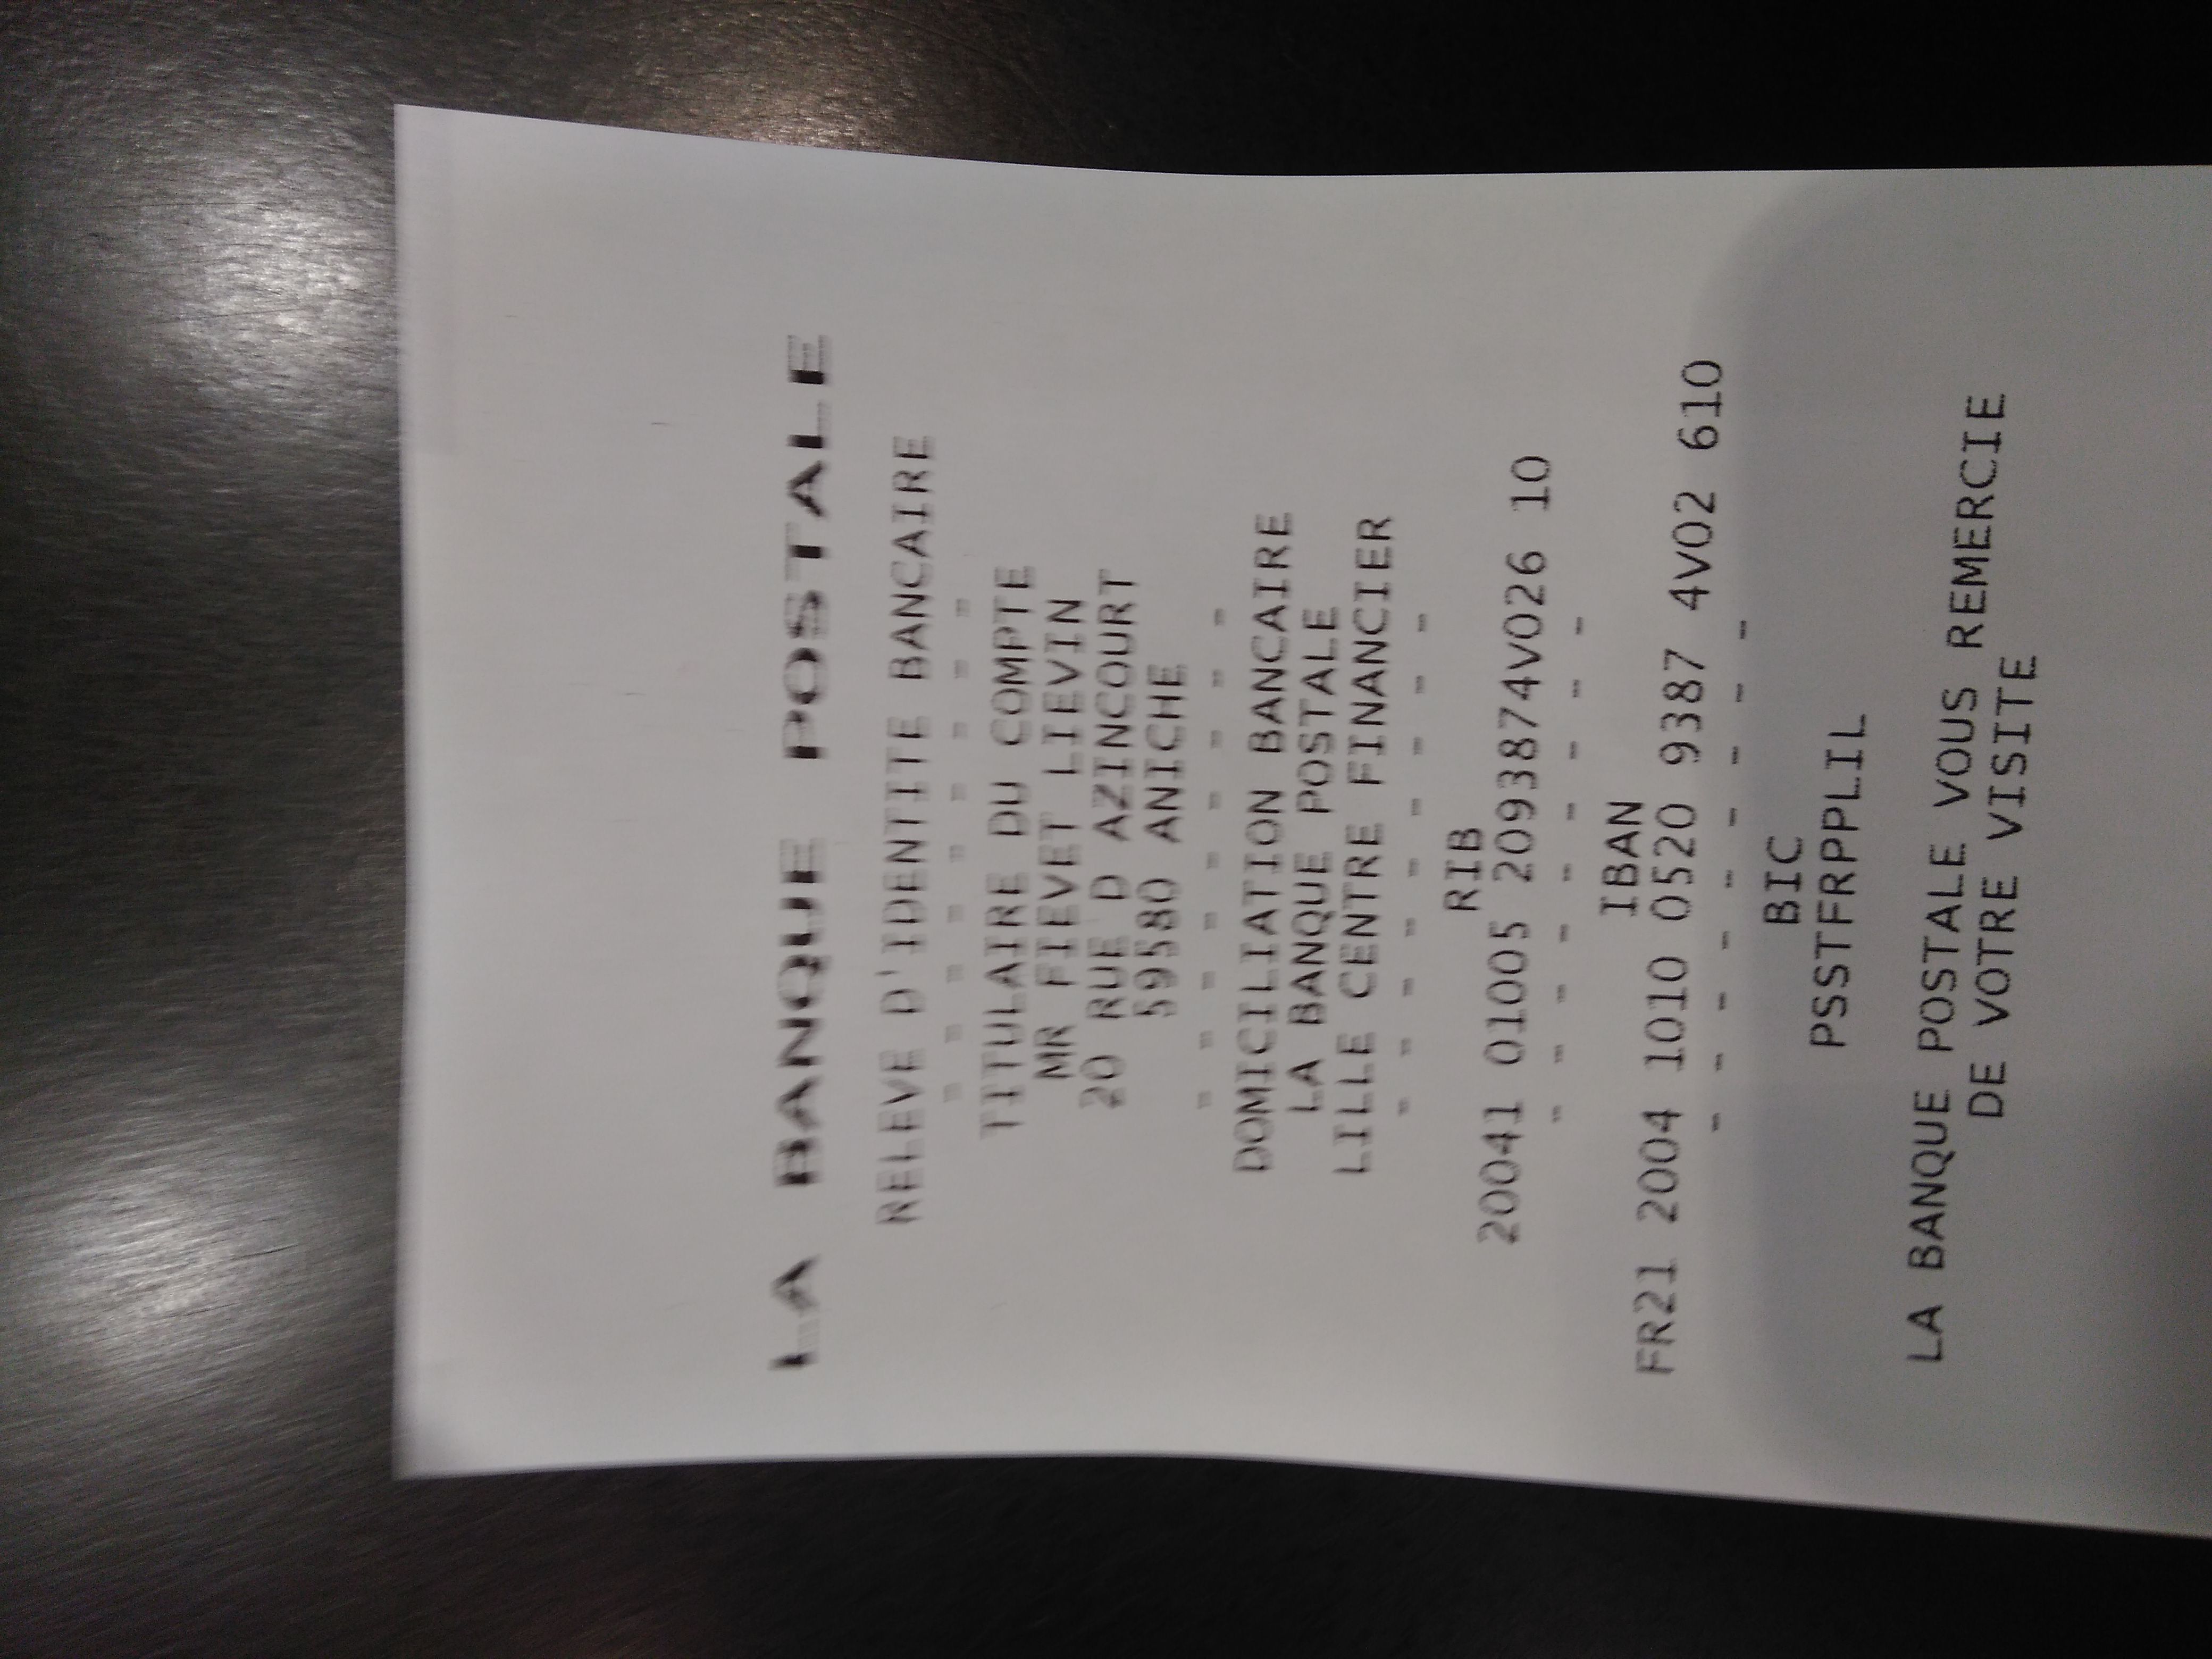 LA BANQUE POSTALE
RELEVE D'IDENTITE BANCAIRE
- - - - - - - -
TITULAIRE DU COMPTE
MR FIEVET LIEVIN
20 RUE D AZINCOURT
59580 ANICHE
- - - - - - - -
DOMICILIATION BANCAIRE
LA BANQUE POSTALE
LILLE CENTRE FINANCIER
- - - - - - - -
RIB
20041 01005 2093874V026 10
- - - - - - - -
IBAN
FR21 2004 1010 0520 9387 4V02 610
- - - - - - - -
BIC
PSSTFRPPLIL
LA BANQUE POSTALE VOUS REMERCIE
DE VOTRE VISITE